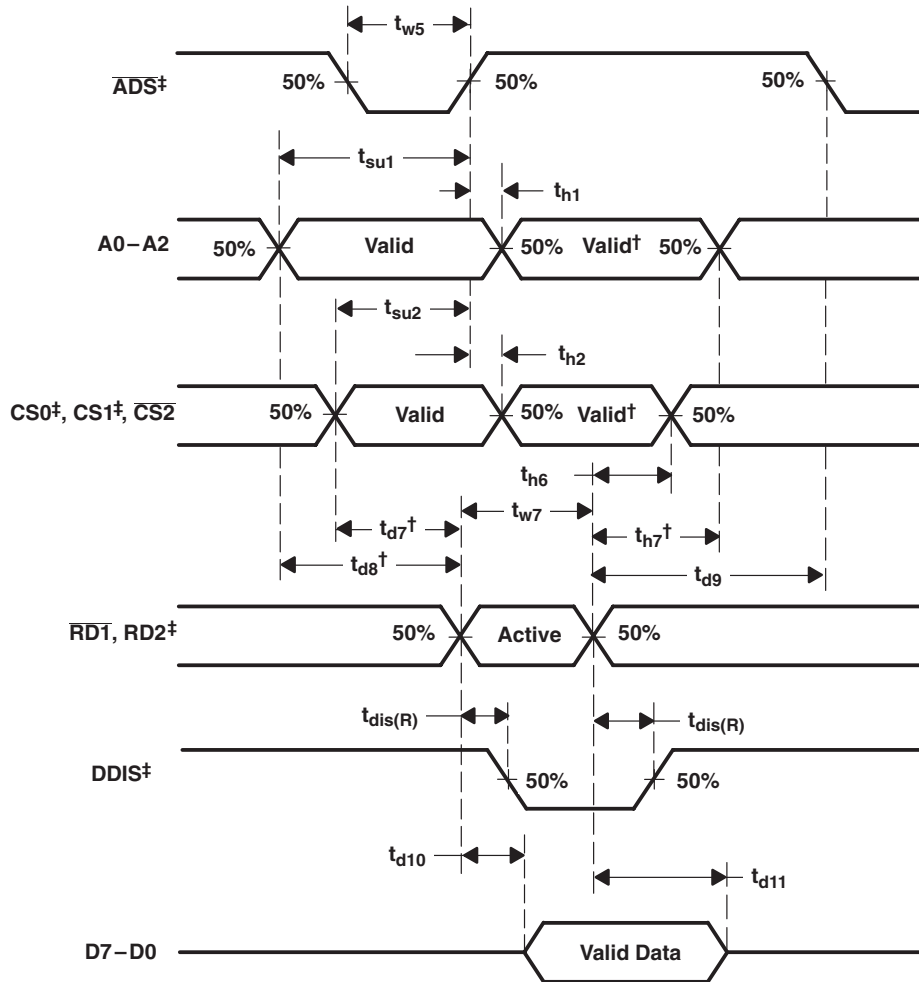 t_w5
ADS‡ 50% 50% 50%
t_su1
t_h1
A0–A2 50% Valid 50% Valid† 50%
t_su2
t_h2
CS0‡, CS1‡, CS2 50% Valid 50% Valid† 50%
t_h6
t_w7
t_d7† t_h7†
t_d8† t_d9
RD1, RD2‡ 50% Active 50%
t_dis(R) t_dis(R)
DDIS‡ 50% 50%
t_d10 t_d11
D7–D0 Valid Data